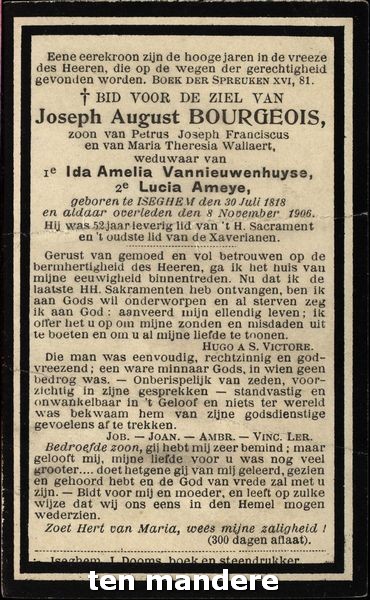 Eene eerekroon zijn de hooge jaren in de vreeze
des Heeren, die op de wegen der gerechtigheid
gevonden worden. BOEK DER SPREUKEN XVI, 31.
† BID VOOR DE ZIEL VAN
Joseph August BOURGEOIS,
zoon van Petrus Joseph Franciscus
en van Maria Theresia Wallaert,
weduwaar van
1e Ida Amelia Vannieuwenhuyse,
2e Lucia Ameye,
geboren te ISEGHEM den 30 Juli 1818
en aldaar overleden den 8 November 1906.
Hij was 52 jaar ieverig lid van 't H. Sacrament
en 't oudste lid van de Xaverianen.
Gerust van gemoed en vol betrouwen op de
bermhertigheid des Heeren, ga ik het huis van
mijne eeuwigheid binnentreden. Nu dat ik de
laatste HH. Sakramenten heb ontvangen, ben ik
aan Gods wil onderworpen en al sterven zeg
ik aan God : aanveerd mijn ellendig leven ; ik
offer het u op om mijne zonden en misdaden uit
te boeten en om u al mijne liefde te toonen.
HUGO A S. VICTORE.
Die man was eenvoudig, rechtzinnig en god-
vreezend ; een ware minnaar Gods, in wien geen
bedrog was. — Onberispelijk van zeden, voor-
zichtig in zijne gesprekken — standvastig en
onwankelbaar in 't Geloof en niets ter wereld
was bekwaam hem van zijne godsdienstige
gevoelens af te trekken.
JOB. — JOAN. — AMBR. — VINC. LER.
Bedroefde zoon, gij hebt mij zeer bemind ; maar
gelooft mij, mijne liefde voor u was nog veel
grooter.... doet hetgene gij van mij geleerd, gezien
en gehoord hebt en de God van vrede zal met u
zijn. — Bidt voor mij en moeder, en leeft op zulke
wijze dat wij ons eens in den Hemel mogen
wederzien.
Zoet Hert van Maria, wees mijne zaligheid !
(300 dagen aflaat).
Iseghem, J. Dooms, boek en steendrukker.
ten mandere